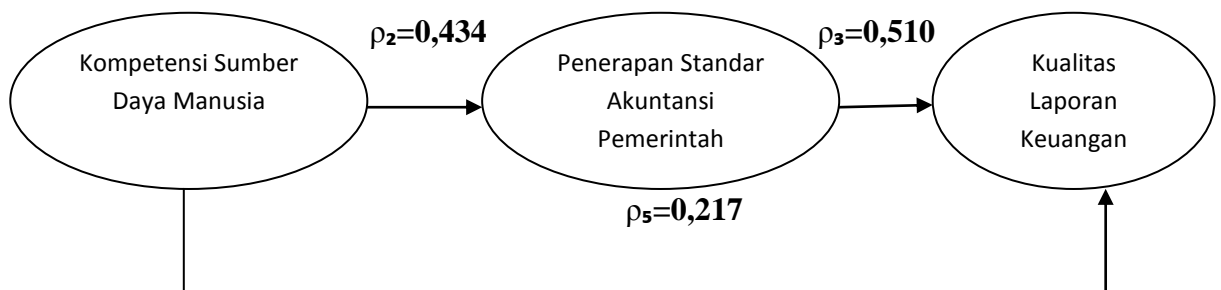 ρ₂=0,434
ρ₃=0,510
Kompetensi Sumber
Daya Manusia
Penerapan Standar
Akuntansi
Pemerintah
Kualitas
Laporan
Keuangan
ρ₅=0,217